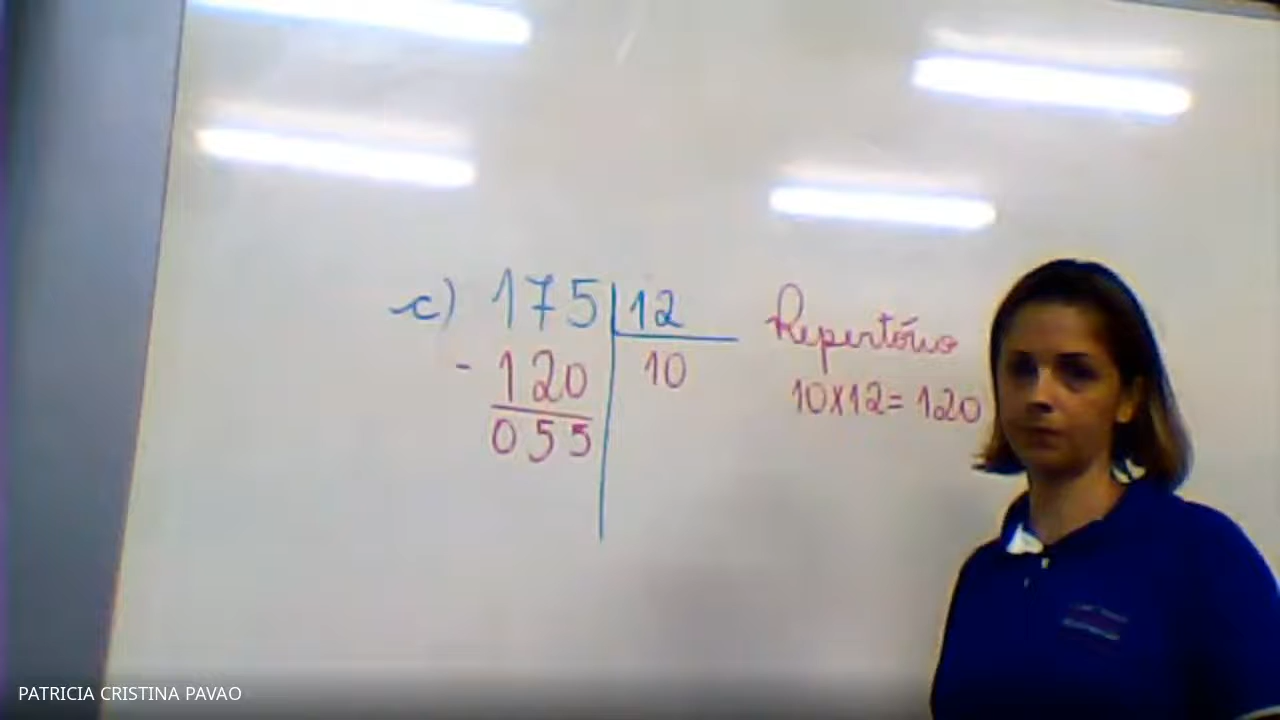 c) 175 12
- 120 10
055
Repertório
10x12= 120
PATRICIA CRISTINA PAVAO